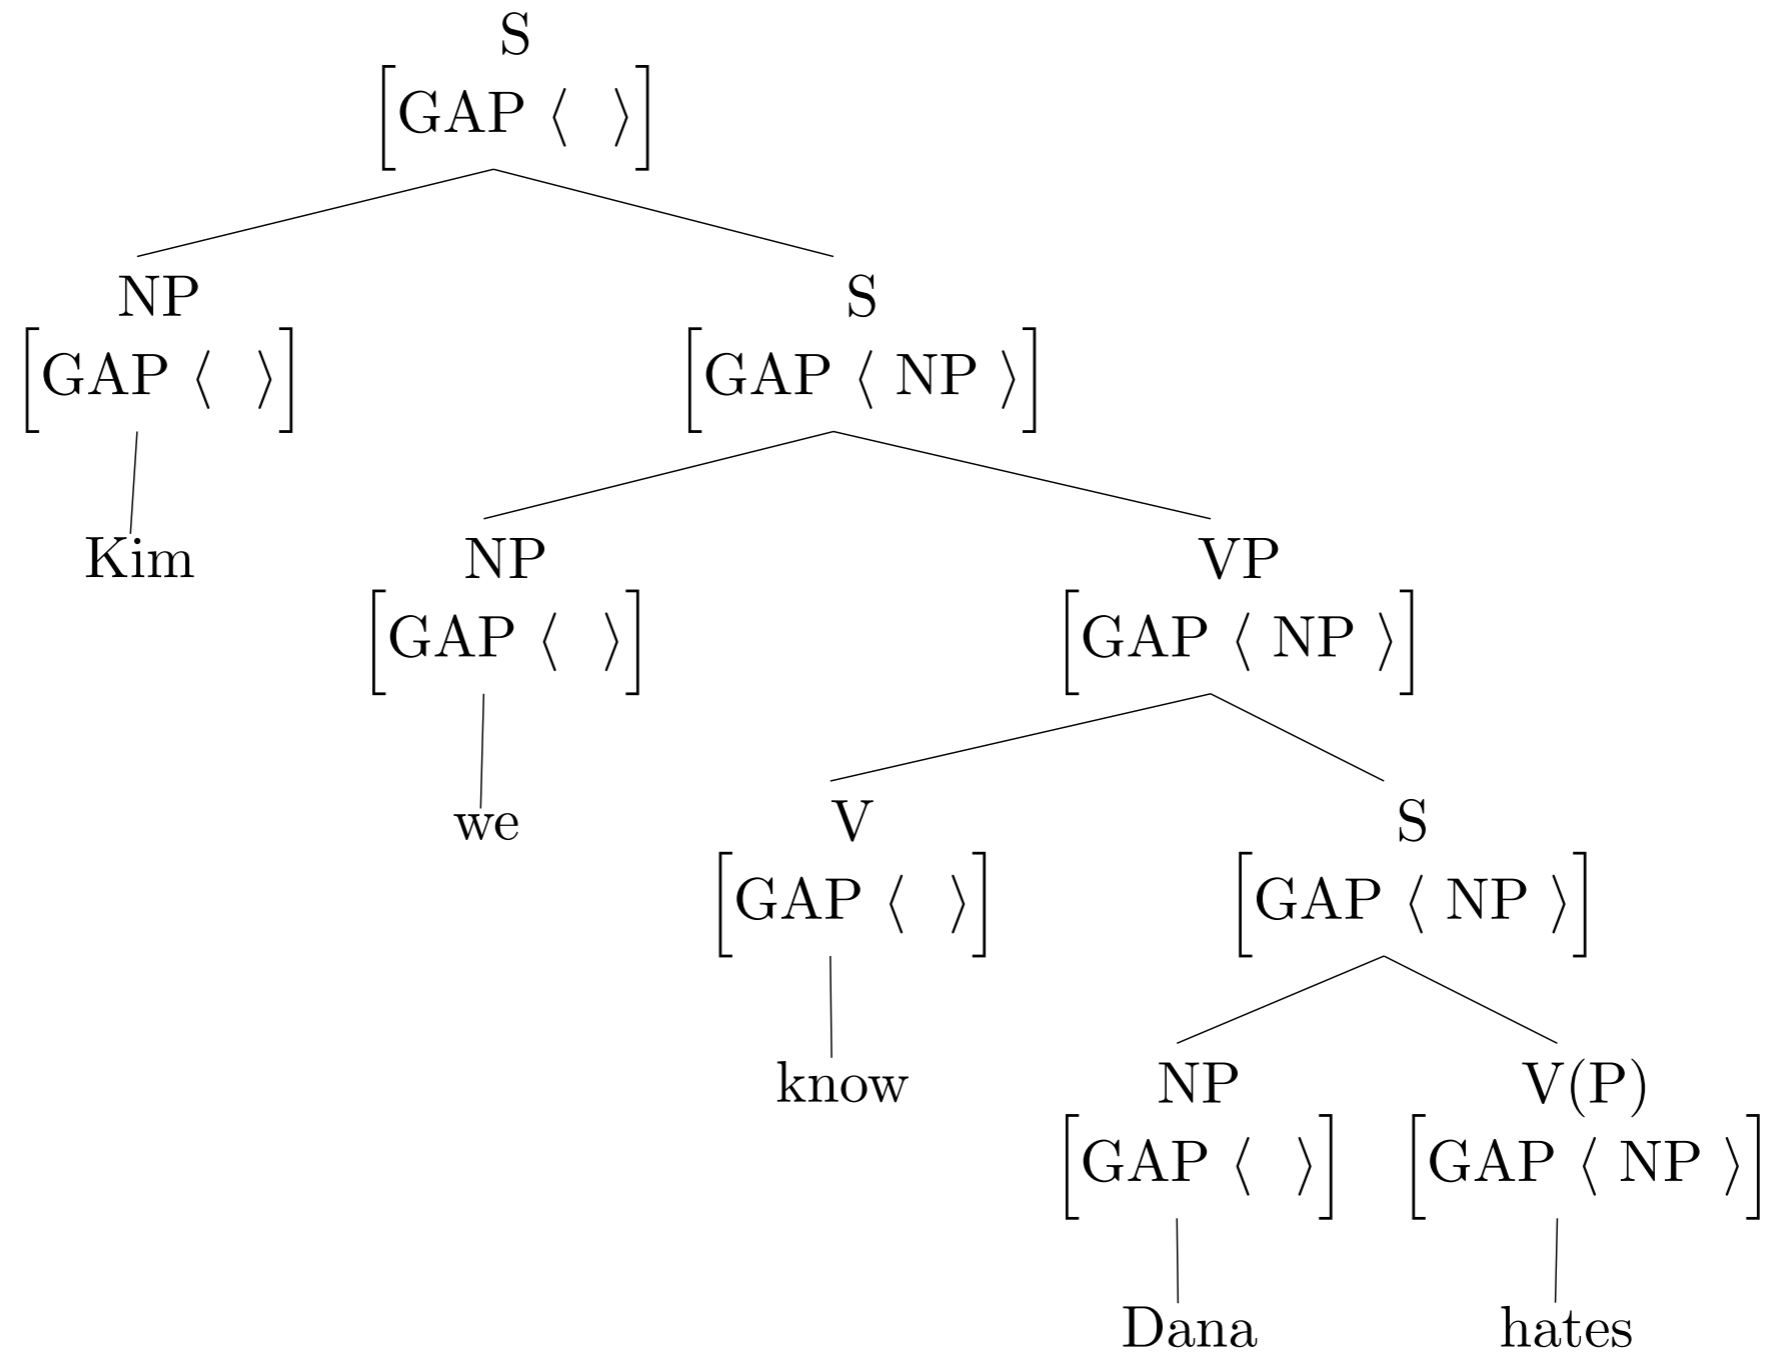 S
[GAP ⟨ ⟩]
NP S
[GAP ⟨ ⟩] [GAP ⟨ NP ⟩]
Kim NP VP
[GAP ⟨ ⟩] [GAP ⟨ NP ⟩]
we V S
[GAP ⟨ ⟩] [GAP ⟨ NP ⟩]
know NP V(P)
[GAP ⟨ ⟩] [GAP ⟨ NP ⟩]
Dana hates